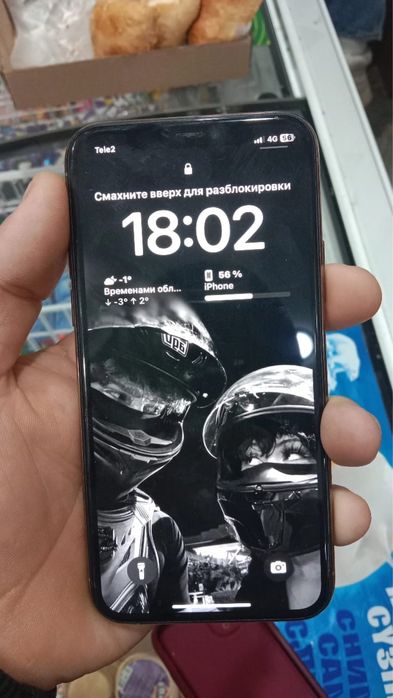 Tele2
4G 56
Смахните вверх для разблокировки
18:02
-1°
Временами обл...
↓ -3° ↑ 2°
56 %
iPhone